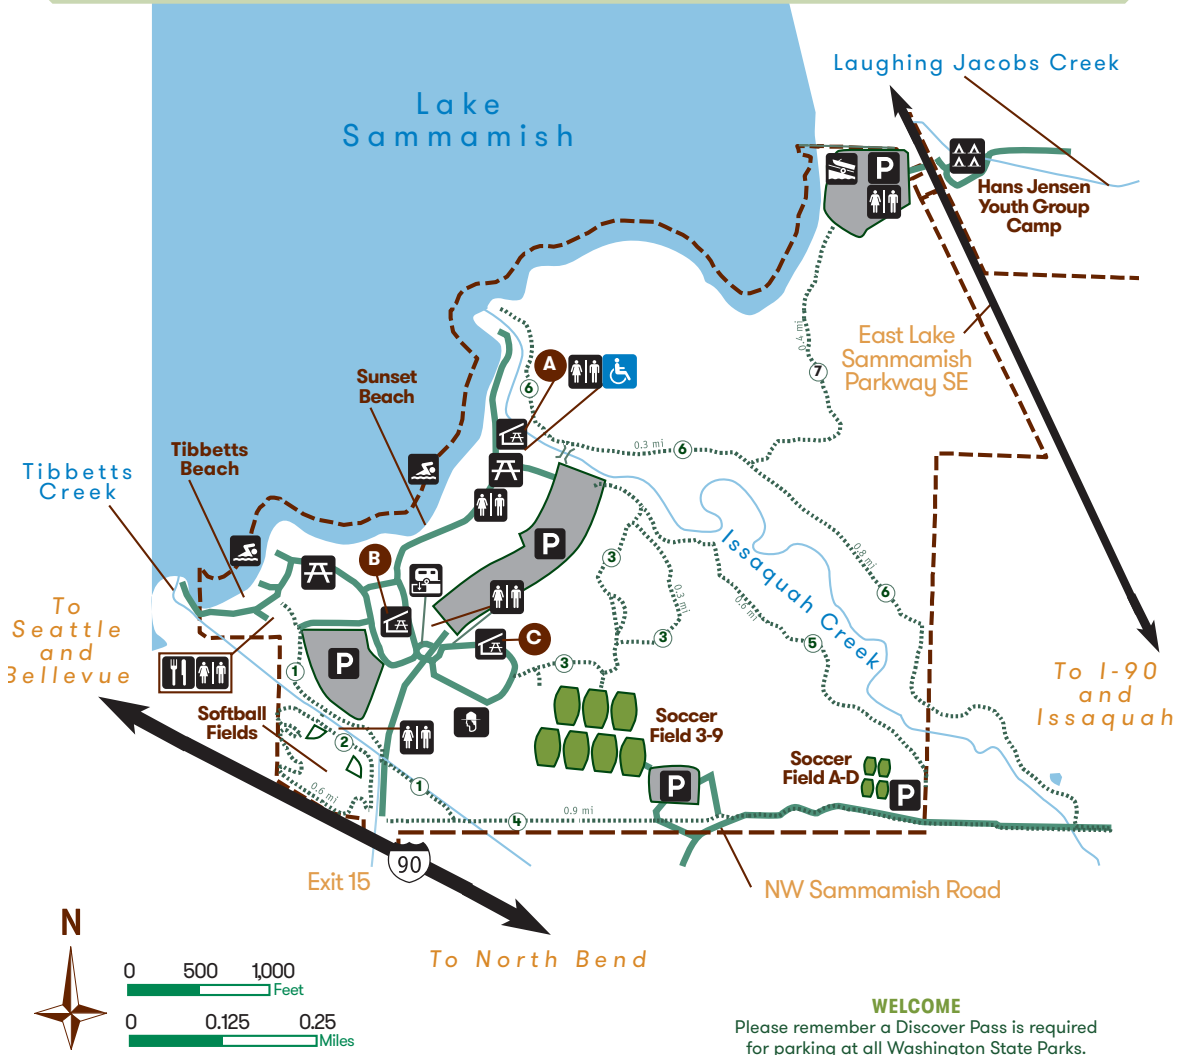 Laughing Jacobs Creek
Lake
Sammamish
P
Hans Jensen
Youth Group
Camp
East Lake
Sammamish
Parkway SE
0.4 mi
7
A
6
Sunset
Beach
Tibbetts
Beach
Tibbetts
Creek
0.3 mi
6
P
B
3
Issaquah Creek
0.8 mi
6
0.3 mi
0.6 mi
To
Seattle
and
Bellevue
C
3
5
3
P
1
To I-90
and
Issaquah
Softball
Fields
2
Soccer
Field 3-9
Soccer
Field A-D
P
P
1
0.6 mi
0.9 mi
4
90
Exit 15
NW Sammamish Road
To North Bend
N
0 500 1,000
Feet
0 0.125 0.25
Miles
WELCOME
Please remember a Discover Pass is required
for parking at all Washington State Parks.